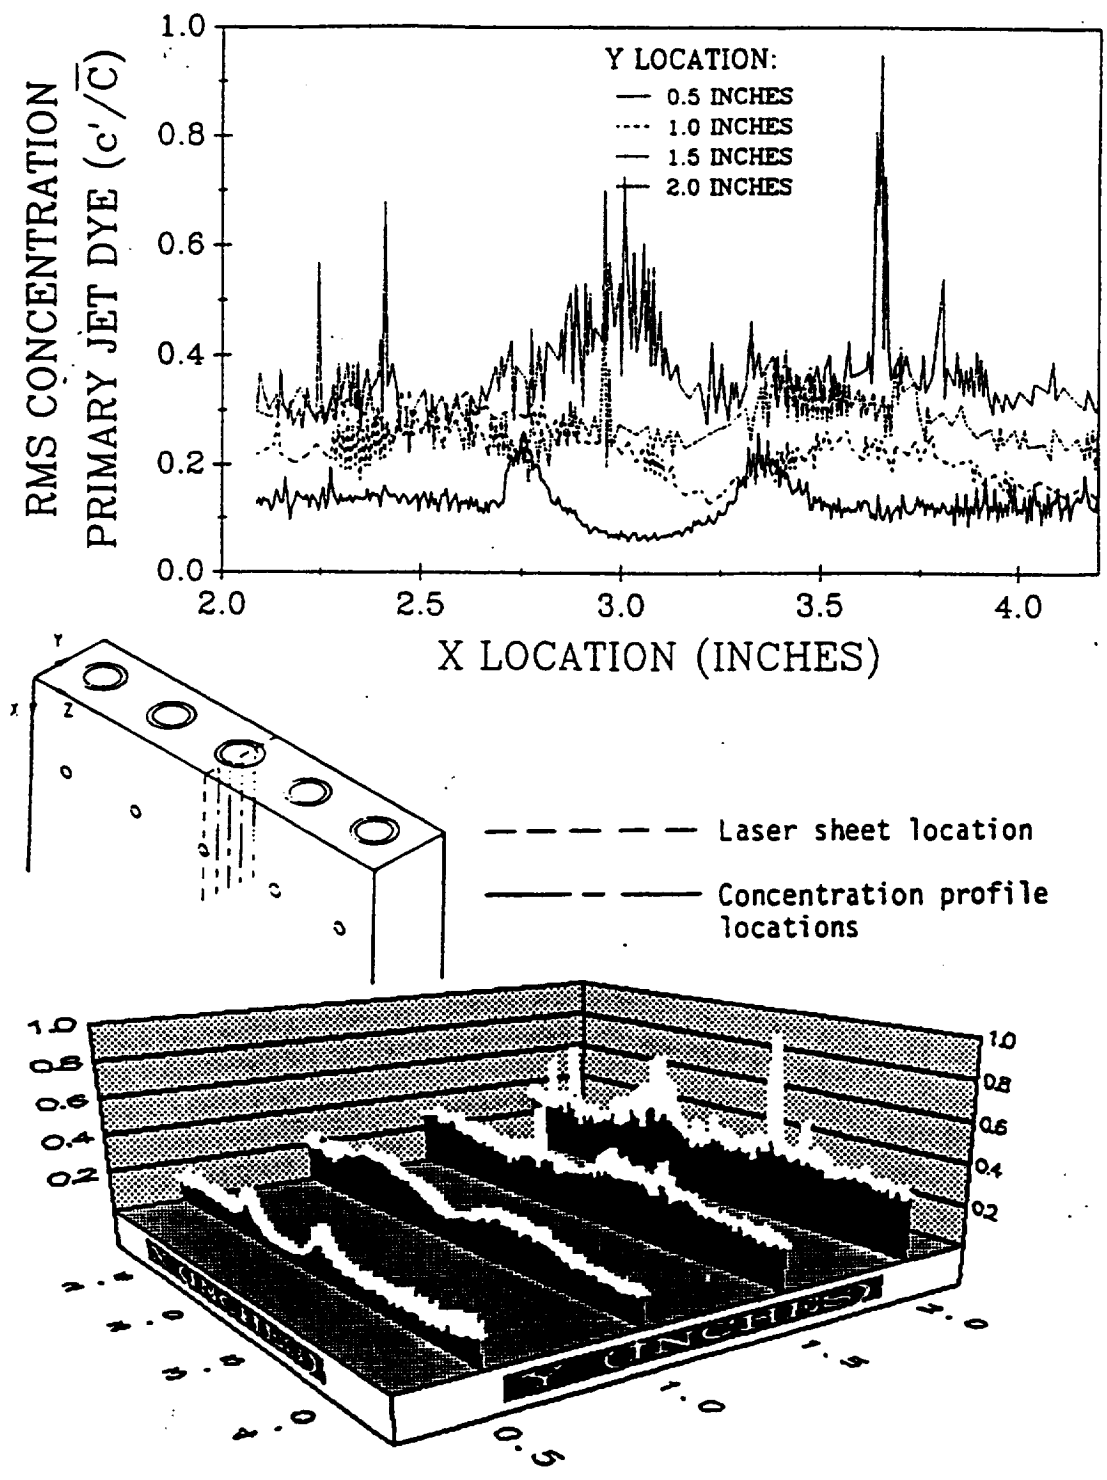 RMS CONCENTRATION
PRIMARY JET DYE (c'/C̅)
1.0
0.8
0.6
0.4
0.2
0.0
Y LOCATION:
0.5 INCHES
1.0 INCHES
1.5 INCHES
2.0 INCHES
2.0 2.5 3.0 3.5 4.0
X LOCATION (INCHES)
Y
X Z
Laser sheet location
Concentration profile
locations
1.0
0.8
0.6
0.4
0.2
1.0
0.8
0.6
0.4
0.2
4.0
(INCHES)
Y (INCHES)
0.5
1.0
1.5